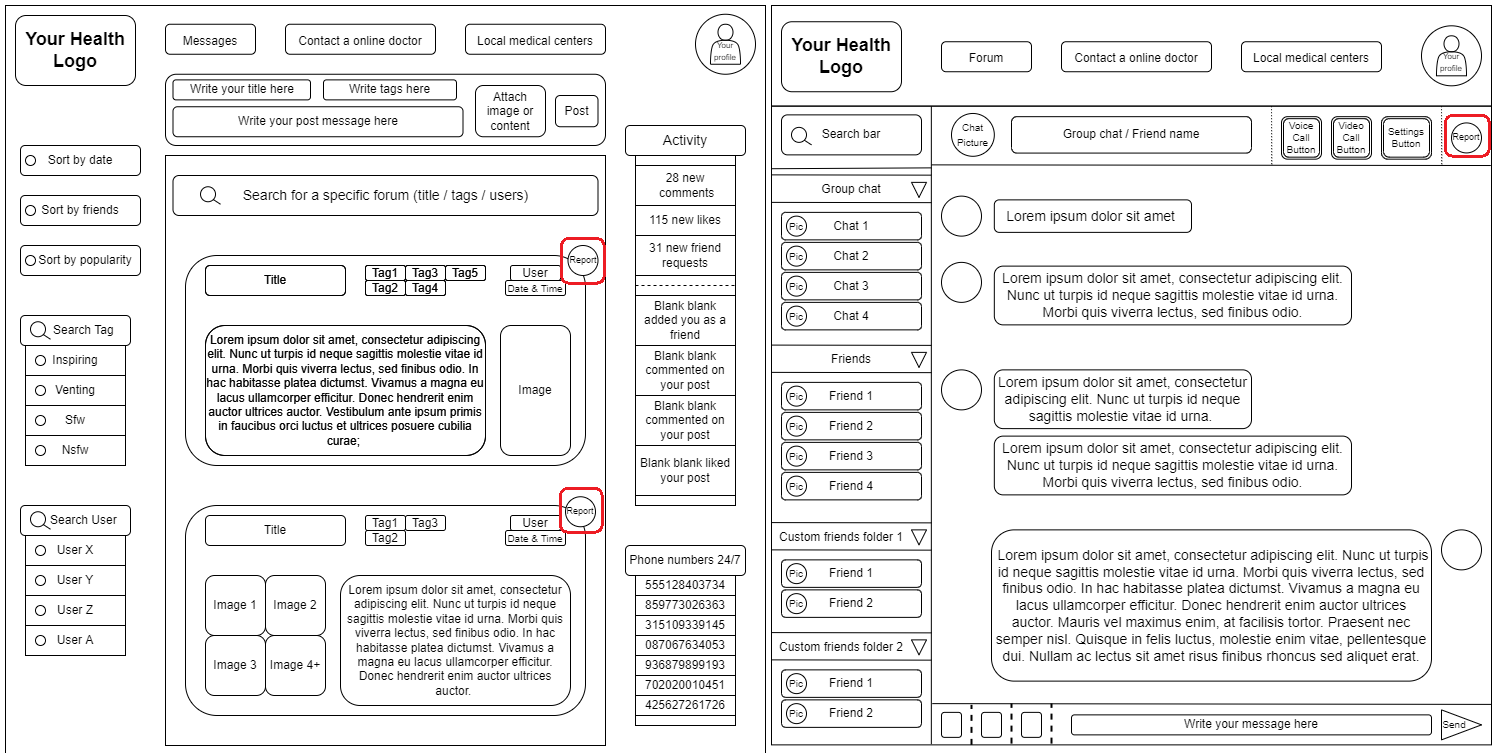 Your Health
Logo
Messages
Contact a online doctor
Local medical centers
Your
profile
Write your title here
Write tags here
Write your post message here
Attach
image or
content
Post
Sort by date
Sort by friends
Sort by popularity
Search Tag
Inspiring
Venting
Sfw
Nsfw
Search User
User X
User Y
User Z
User A
Search for a specific forum (title / tags / users)
Report
Title
Tag1
Tag3
Tag5
Tag2
Tag4
User
Date & Time
Lorem ipsum dolor sit amet, consectetur adipiscing
elit. Nunc ut turpis id neque sagittis molestie vitae id
urna. Morbi quis viverra lectus, sed finibus odio. In
hac habitasse platea dictumst. Vivamus a magna eu
lacus ullamcorper efficitur. Donec hendrerit enim
auctor ultrices auctor. Vestibulum ante ipsum primis
in faucibus orci luctus et ultrices posuere cubilia
curae;
Image
Report
Title
Tag1
Tag3
Tag2
User
Date & Time
Image 1
Image 2
Image 3
Image 4+
Lorem ipsum dolor sit amet, consectetur
adipiscing elit. Nunc ut turpis id neque
sagittis molestie vitae id urna. Morbi quis
viverra lectus, sed finibus odio. In hac
habitasse platea dictumst. Vivamus a
magna eu lacus ullamcorper efficitur.
Donec hendrerit enim auctor ultrices
auctor.
Activity
28 new
comments
115 new likes
31 new friend
requests
Blank blank
added you as a
friend
Blank blank
commented on
your post
Blank blank
commented on
your post
Blank blank liked
your post
Phone numbers 24/7
555128403734
859773026363
315109339145
087067634053
936879899193
702020010451
425627261726
Your Health
Logo
Forum
Contact a online doctor
Local medical centers
Your
profile
Search bar
Chat
Picture
Group chat / Friend name
Voice
Call
Button
Video
Call
Button
Settings
Button
Report
Group chat
Pic
Chat 1
Pic
Chat 2
Pic
Chat 3
Pic
Chat 4
Friends
Pic
Friend 1
Pic
Friend 2
Pic
Friend 3
Pic
Friend 4
Custom friends folder 1
Pic
Friend 1
Pic
Friend 2
Custom friends folder 2
Pic
Friend 1
Pic
Friend 2
Lorem ipsum dolor sit amet
Lorem ipsum dolor sit amet, consectetur adipiscing elit.
Nunc ut turpis id neque sagittis molestie vitae id urna.
Morbi quis viverra lectus, sed finibus odio.
Lorem ipsum dolor sit amet, consectetur
adipiscing elit. Nunc ut turpis id neque
sagittis molestie vitae id urna.
Lorem ipsum dolor sit amet, consectetur adipiscing elit.
Nunc ut turpis id neque sagittis molestie vitae id urna.
Morbi quis viverra lectus, sed finibus odio.
Lorem ipsum dolor sit amet, consectetur adipiscing elit. Nunc ut turpis
id neque sagittis molestie vitae id urna. Morbi quis viverra lectus, sed
finibus odio. In hac habitasse platea dictumst. Vivamus a magna eu
lacus ullamcorper efficitur. Donec hendrerit enim auctor ultrices
auctor. Mauris vel maximus enim, at facilisis tortor. Praesent nec
semper nisl. Quisque in felis luctus, molestie enim vitae, pellentesque
dui. Nullam ac lectus sit amet risus finibus rhoncus sed aliquet erat.
Write your message here
Send